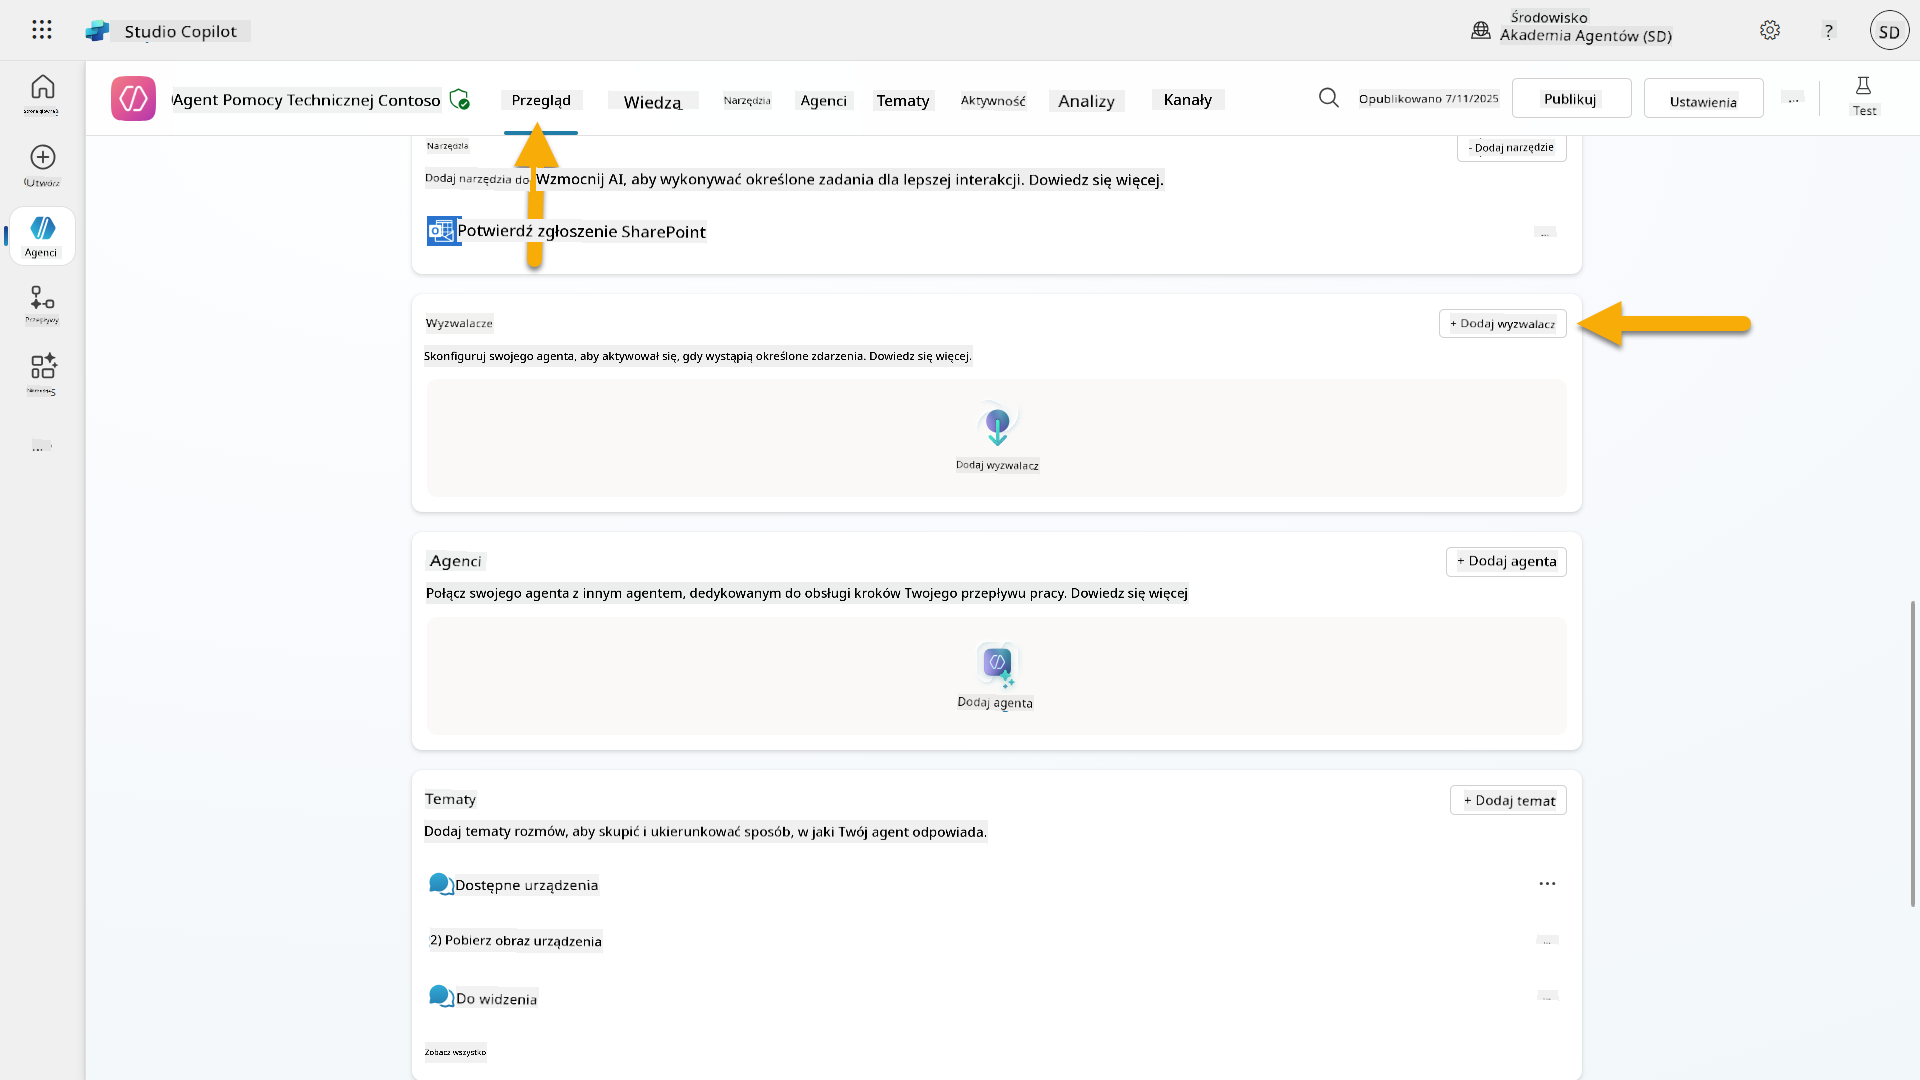 Studio Copilot
Środowisko
Akademia Agentów (SD)
?
SD
Agent Pomocy Technicznej Contoso
Przegląd
Wiedza
Narzędzia
Agenci
Tematy
Aktywność
Analizy
Kanały
Opublikowano 7/11/2025
Publikuj
Ustawienia
...
Test
Utwórz
Agenci
Przepływy
Narzędzia
- Dodaj narzędzie
Dodaj narzędzia do Wzmocnij AI, aby wykonywać określone zadania dla lepszej interakcji. Dowiedz się więcej.
Potwierdź zgłoszenie SharePoint
Wyzwalacze
+ Dodaj wyzwalacz
Skonfiguruj swojego agenta, aby aktywował się, gdy wystąpią określone zdarzenia. Dowiedz się więcej.
Dodaj wyzwalacz
Agenci
+ Dodaj agenta
Połącz swojego agenta z innym agentem, dedykowanym do obsługi kroków Twojego przepływu pracy. Dowiedz się więcej
Dodaj agenta
Tematy
+ Dodaj temat
Dodaj tematy rozmów, aby skupić i ukierunkować sposób, w jaki Twój agent odpowiada.
Dostępne urządzenia
2) Pobierz obraz urządzenia
Do widzenia
Zobacz wszystko